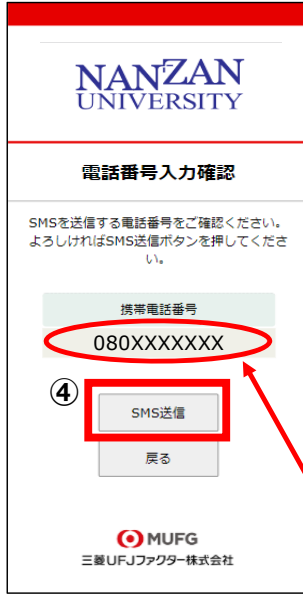 NANZAN
UNIVERSITY
電話番号入力確認
SMSを送信する電話番号をご確認ください。
よろしければSMS送信ボタンを押してくださ
い。
携帯電話番号
080XXXXXXX
④
SMS送信
戻る
MUFG
三菱UFJファクター株式会社